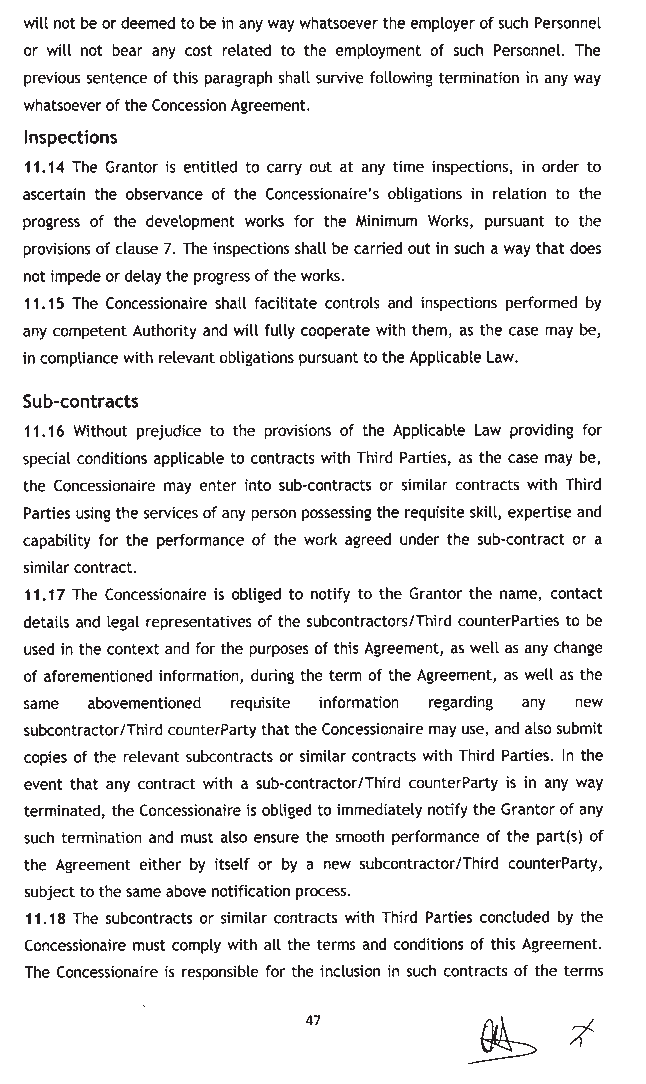 will not be or deemed to be in any way whatsoever the employer of such Personnel
or will not bear any cost related to the employment of such Personnel. The
previous sentence of this paragraph shall survive following termination in any way
whatsoever of the Concession Agreement.
Inspections
11.14 The Grantor is entitled to carry out at any time inspections, in order to
ascertain the observance of the Concessionaire's obligations in relation to the
progress of the development works for the Minimum Works, pursuant to the
provisions of clause 7. The inspections shall be carried out in such a way that does
not impede or delay the progress of the works.
11.15 The Concessionaire shall facilitate controls and inspections performed by
any competent Authority and will fully cooperate with them, as the case may be,
in compliance with relevant obligations pursuant to the Applicable Law.
Sub-contracts
11.16 Without prejudice to the provisions of the Applicable Law providing for
special conditions applicable to contracts with Third Parties, as the case may be,
the Concessionaire may enter into sub-contracts or similar contracts with Third
Parties using the services of any person possessing the requisite skill, expertise and
capability for the performance of the work agreed under the sub-contract or a
similar contract.
11.17 The Concessionaire is obliged to notify to the Grantor the name, contact
details and legal representatives of the subcontractors/Third counterParties to be
used in the context and for the purposes of this Agreement, as well as any change
of aforementioned information, during the term of the Agreement, as well as the
same abovementioned requisite information regarding any new
subcontractor/Third counterParty that the Concessionaire may use, and also submit
copies of the relevant subcontracts or similar contracts with Third Parties. In the
event that any contract with a sub-contractor/Third counterParty is in any way
terminated, the Concessionaire is obliged to immediately notify the Grantor of any
such termination and must also ensure the smooth performance of the part(s) of
the Agreement either by itself or by a new subcontractor/Third counterParty,
subject to the same above notification process.
11.18 The subcontracts or similar contracts with Third Parties concluded by the
Concessionaire must comply with all the terms and conditions of this Agreement.
The Concessionaire is responsible for the inclusion in such contracts of the terms
47